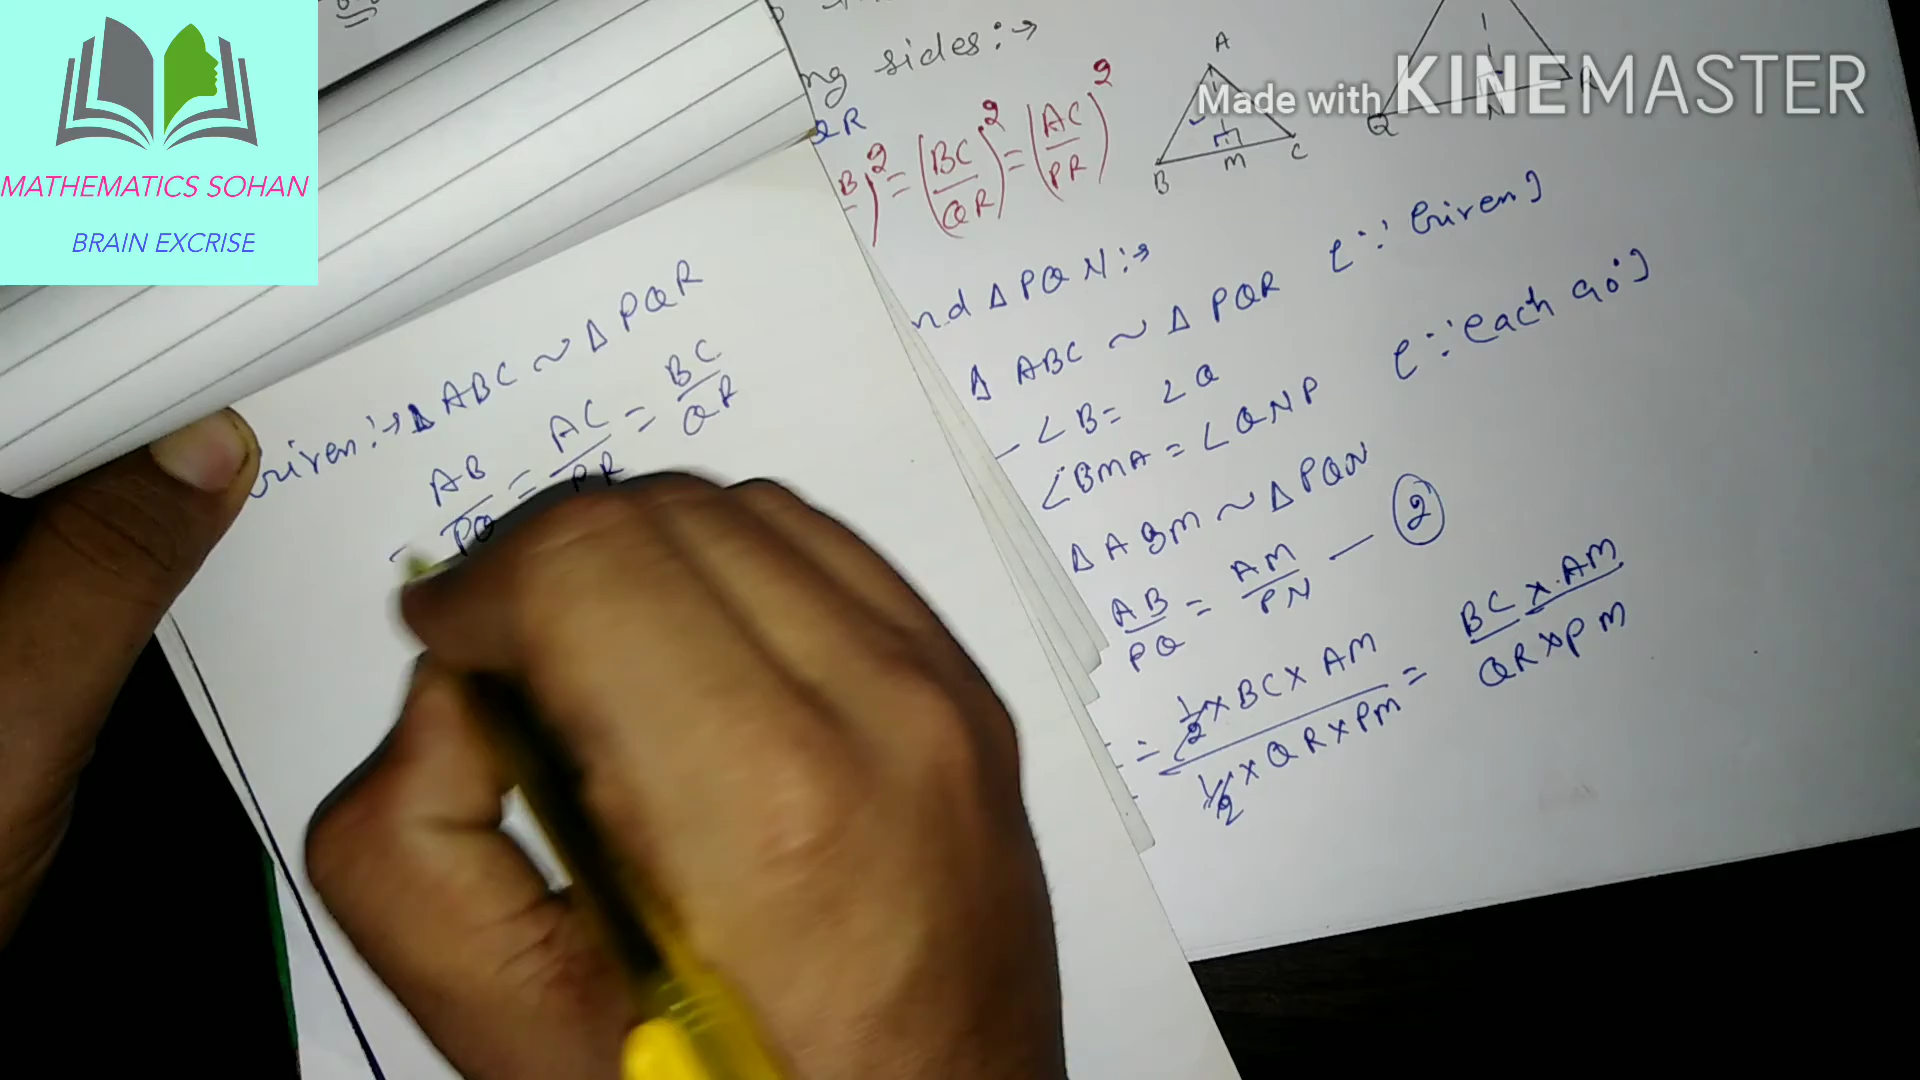 MATHEMATICS SOHAN
BRAIN EXCRISE
Made with KINEMASTER
sides:→
QR
)² = (BC/QR)² = (AC/PR)²
A
B
M
C
Q
N
R
nd Δ PQN:→
Δ ABC ~ Δ PQR [∵ Given]
∠B = ∠Q
∠BMA = ∠QNP [∵ each 90°]
Δ ABM ~ Δ PQN
AB/PQ = AM/PN — ②
= ½ × BC × AM / ½ × QR × PM = BC × AM / QR × PM
Given:→ Δ ABC ~ Δ PQR
AB/PQ = AC/PR = BC/QR